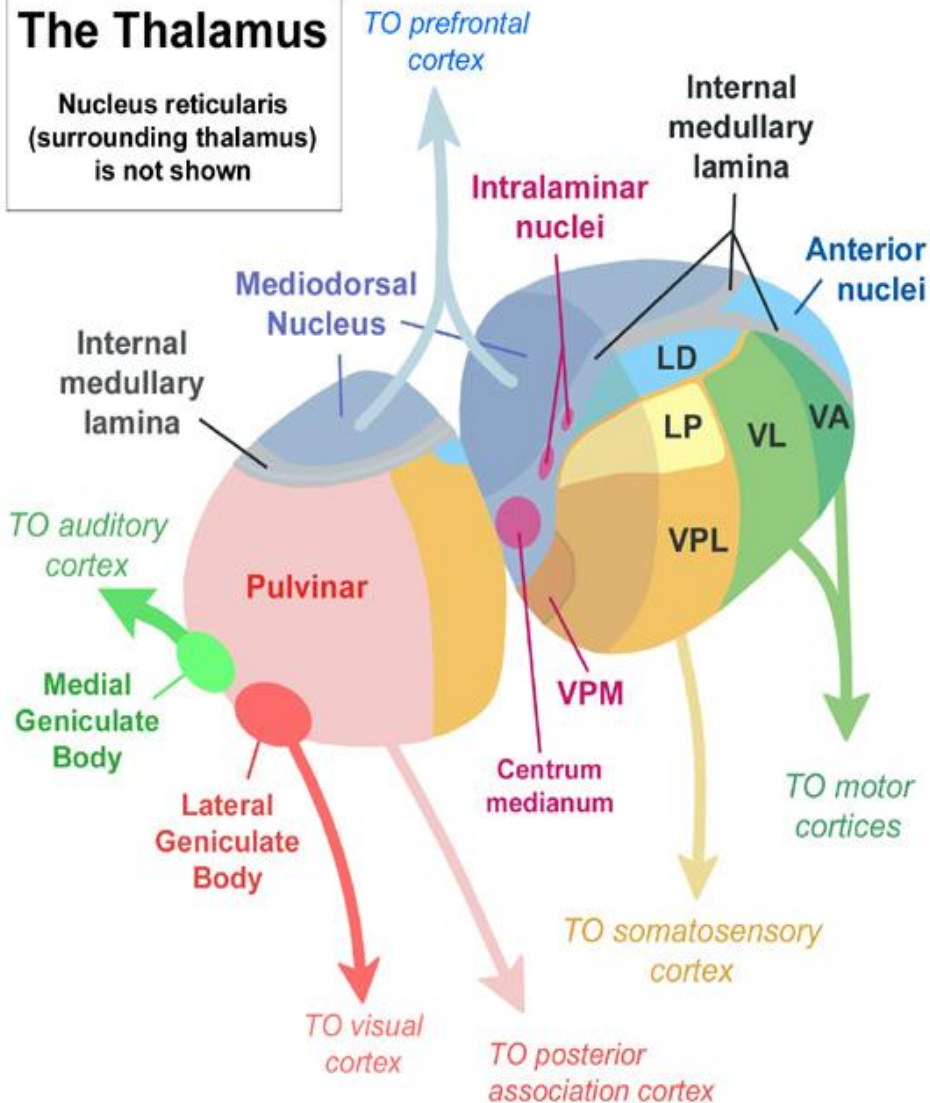 The Thalamus
Nucleus reticularis
(surrounding thalamus)
is not shown
TO prefrontal
cortex
Internal
medullary
lamina
Intralaminar
nuclei
Anterior
nuclei
Mediodorsal
Nucleus
Internal
medullary
lamina
LD
LP
VL
VA
VPL
TO auditory
cortex
Pulvinar
VPM
Medial
Geniculate
Body
Centrum
medianum
Lateral
Geniculate
Body
TO motor
cortices
TO somatosensory
cortex
TO visual
cortex
TO posterior
association cortex